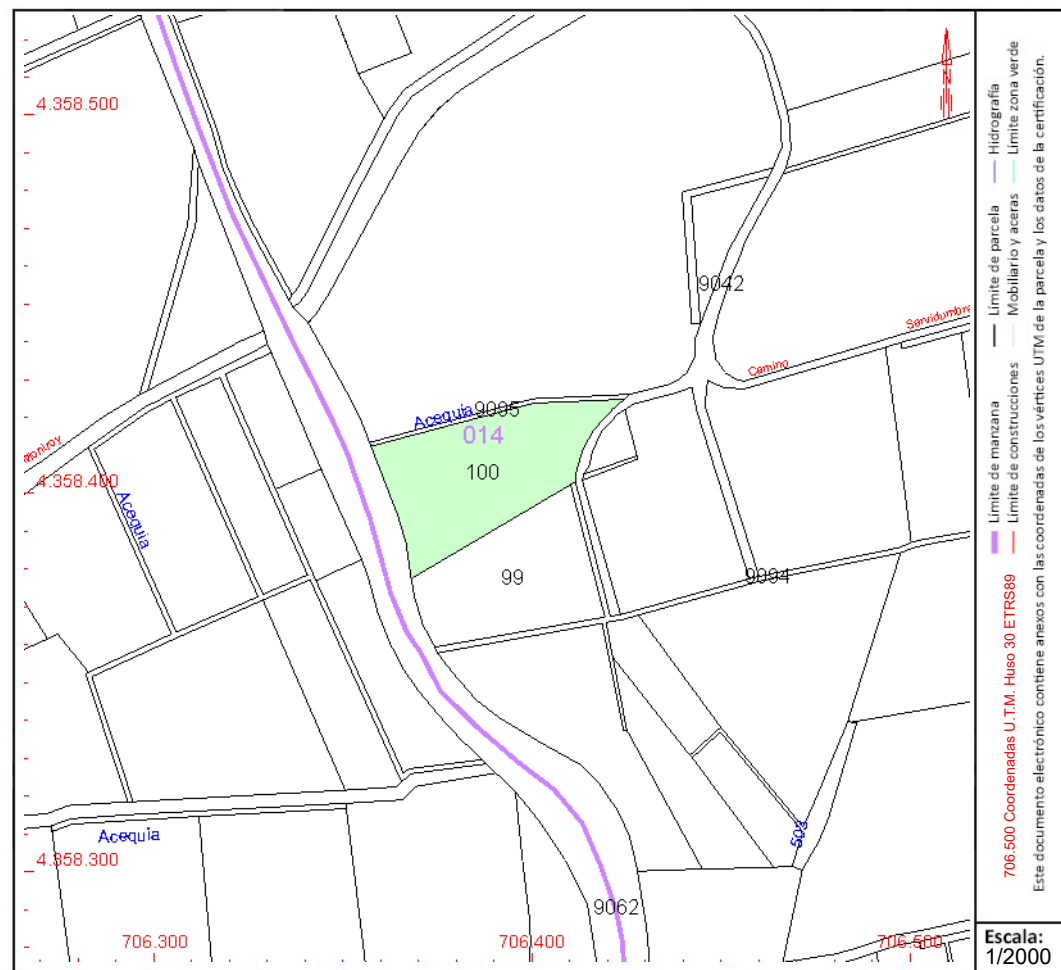 4.358.500
9042
Servidumbre
Camino
Acequia
9095
014
100
4.358.400
Acequia
99
9094
Acequia
503
4.358.300
9062
706.300
706.400
706.500
N
Hidrografía
Límite zona verde
Límite de parcela
Mobiliario y aceras
Límite de manzana
Límite de construcciones
706.500 Coordenadas U.T.M. Huso 30 ETRS89
Este documento electrónico contiene anexos con las coordenadas de los vértices UTM de la parcela y los datos de la certificación.
Escala:
1/2000